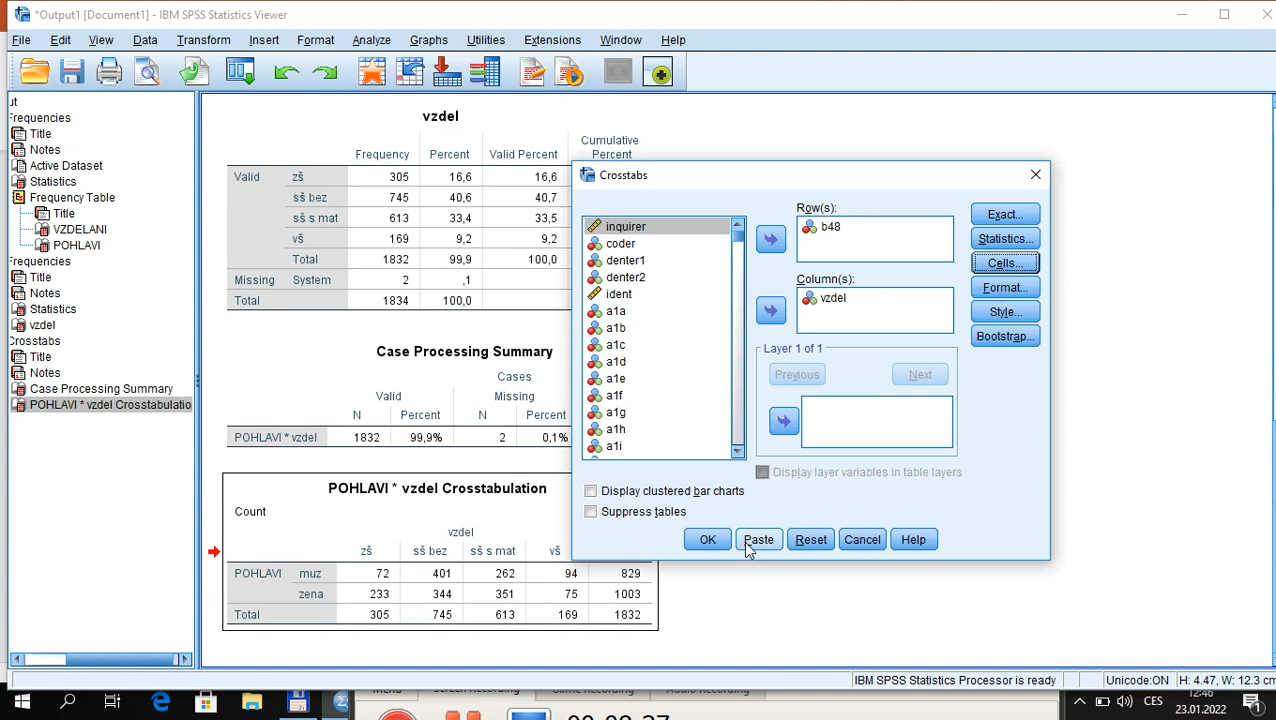 *Output1 [Document1] - IBM SPSS Statistics Viewer
File Edit View Data Transform Insert Format Analyze Graphs Utilities Extensions Window Help
ut
requencies
Title
Notes
Active Dataset
Statistics
Frequency Table
Title
VZDELANI
POHLAVI
requencies
Title
Notes
Statistics
vzdel
Crosstabs
Title
Notes
Case Processing Summary
POHLAVI * vzdel Crosstabulatio
vzdel
Cumulative
Frequency Percent Valid Percent Percent
Valid zš 305 16,6 16,6
sš bez 745 40,6 40,7
sš s mat 613 33,4 33,5
vš 169 9,2 9,2
Total 1832 99,9 100,0
Missing System 2 ,1
Total 1834 100,0
Case Processing Summary
Cases
Valid Missing
N Percent N Percent
POHLAVI * vzdel 1832 99,9% 2 0,1%
POHLAVI * vzdel Crosstabulation
Count
vzdel
zš sš bez sš s mat vš
POHLAVI muz 72 401 262 94 829
zena 233 344 351 75 1003
Total 305 745 613 169 1832
Crosstabs
inquirer
coder
denter1
denter2
ident
a1a
a1b
a1c
a1d
a1e
a1f
a1g
a1h
a1i
Row(s):
b48
Column(s):
vzdel
Layer 1 of 1
Previous Next
Display layer variables in table layers
Exact...
Statistics...
Cells...
Format...
Style...
Bootstrap...
Display clustered bar charts
Suppress tables
OK Paste Reset Cancel Help
IBM SPSS Statistics Processor is ready Unicode:ON H: 4.47, W: 12.3 cm
CES
12:46
23.01.2022